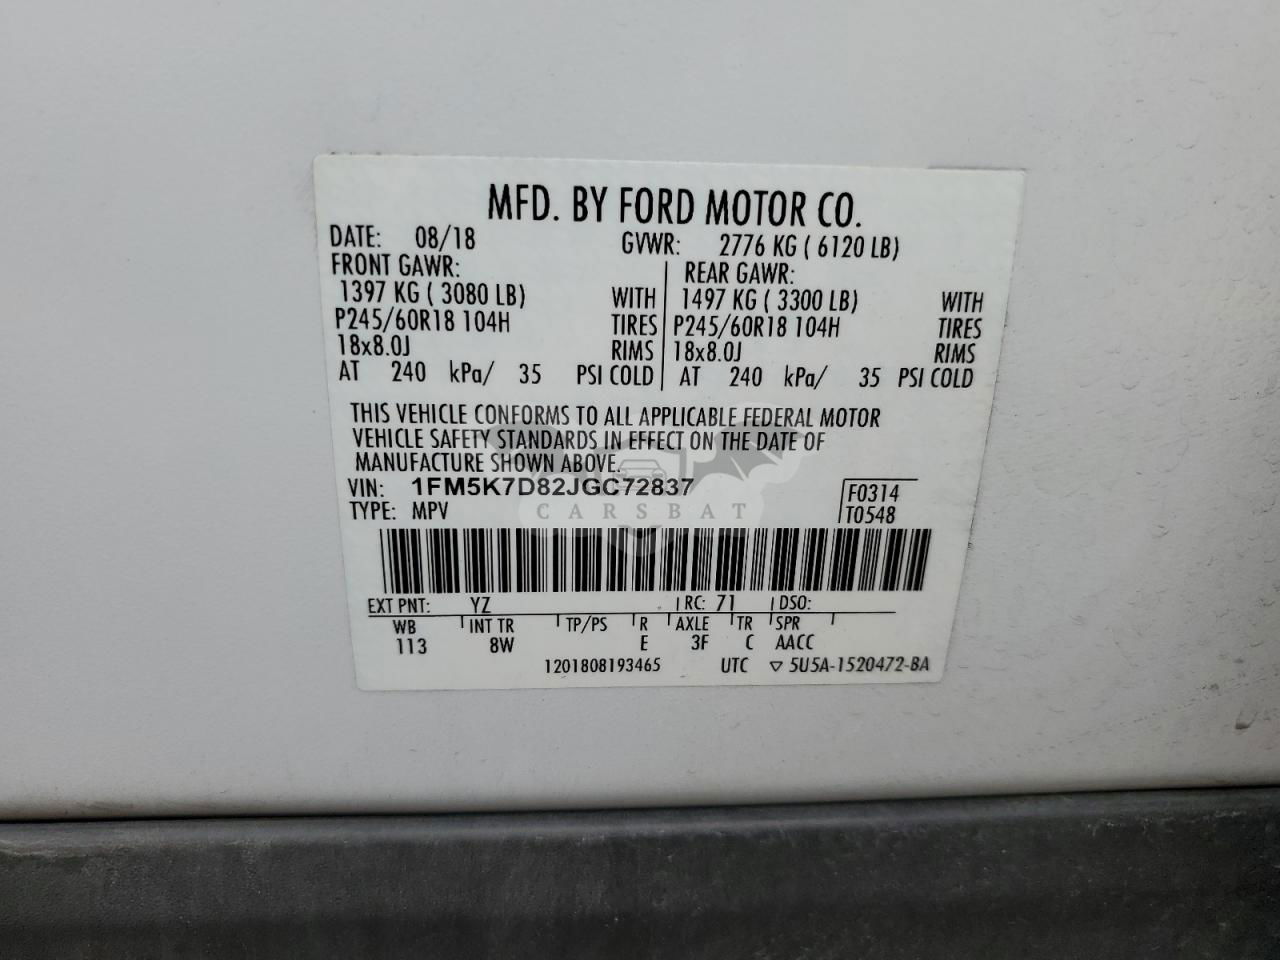 MFD. BY FORD MOTOR CO.
DATE: 08/18 GVWR: 2776 KG ( 6120 LB)
FRONT GAWR: REAR GAWR:
1397 KG ( 3080 LB) WITH 1497 KG ( 3300 LB) WITH
P245/60R18 104H TIRES P245/60R18 104H TIRES
18x8.0J RIMS 18x8.0J RIMS
AT 240 kPa/ 35 PSI COLD AT 240 kPa/ 35 PSI COLD
THIS VEHICLE CONFORMS TO ALL APPLICABLE FEDERAL MOTOR
VEHICLE SAFETY STANDARDS IN EFFECT ON THE DATE OF
MANUFACTURE SHOWN ABOVE.
VIN: 1FM5K7D82JGC72837 F0314
TYPE: MPV T0548
CARSBAT
EXT PNT: YZ RC: 71 DSO:
WB INT TR TP/PS R AXLE TR SPR
113 8W E 3F C AACC
1201808193465 UTC ▽ 5U5A-1520472-BA